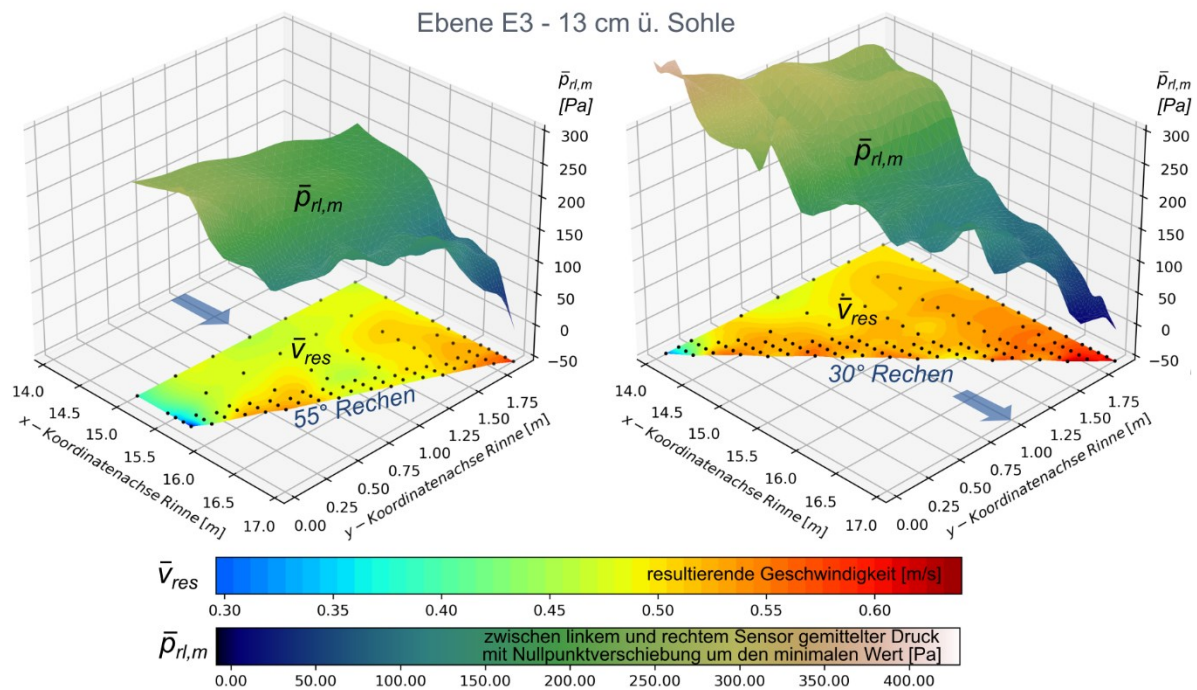 Ebene E3 - 13 cm ü. Sohle
p̄rl,m
[Pa]
300
250
200
150
100
50
0
−50
p̄rl,m
v̄res
55° Rechen
14.0
14.5
15.0
15.5
16.0
16.5
17.0
x − Koordinatenachse Rinne [m]
0.00
0.25
0.50
0.75
1.00
1.25
1.50
1.75
y − Koordinatenachse Rinne [m]
p̄rl,m
[Pa]
300
250
200
150
100
50
0
−50
p̄rl,m
v̄res
30° Rechen
14.0
14.5
15.0
15.5
16.0
16.5
17.0
x − Koordinatenachse Rinne [m]
0.00
0.25
0.50
0.75
1.00
1.25
1.50
1.75
y − Koordinatenachse Rinne [m]
v̄res
resultierende Geschwindigkeit [m/s]
0.30 0.35 0.40 0.45 0.50 0.55 0.60
p̄rl,m
zwischen linkem und rechtem Sensor gemittelter Druck
mit Nullpunktverschiebung um den minimalen Wert [Pa]
0.00 50.00 100.00 150.00 200.00 250.00 300.00 350.00 400.00